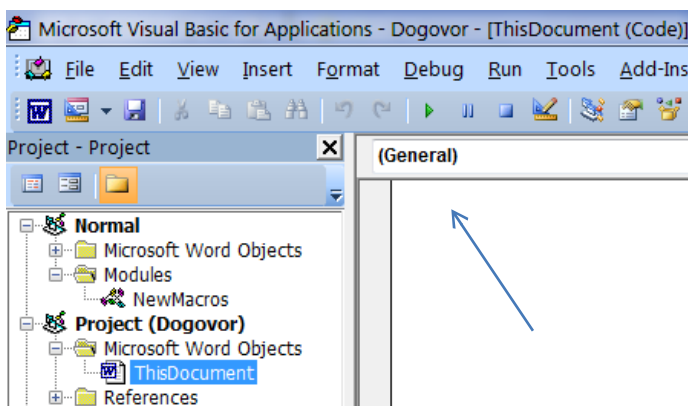 Microsoft Visual Basic for Applications - Dogovor - [ThisDocument (Code)]
File Edit View Insert Format Debug Run Tools Add-Ins
Project - Project
(General)
Normal
Microsoft Word Objects
Modules
NewMacros
Project (Dogovor)
Microsoft Word Objects
ThisDocument
References